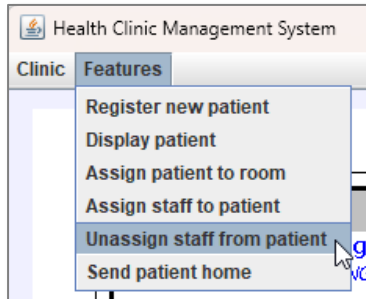 Health Clinic Management System
Clinic Features
Register new patient
Display patient
Assign patient to room
Assign staff to patient
Unassign staff from patient
Send patient home